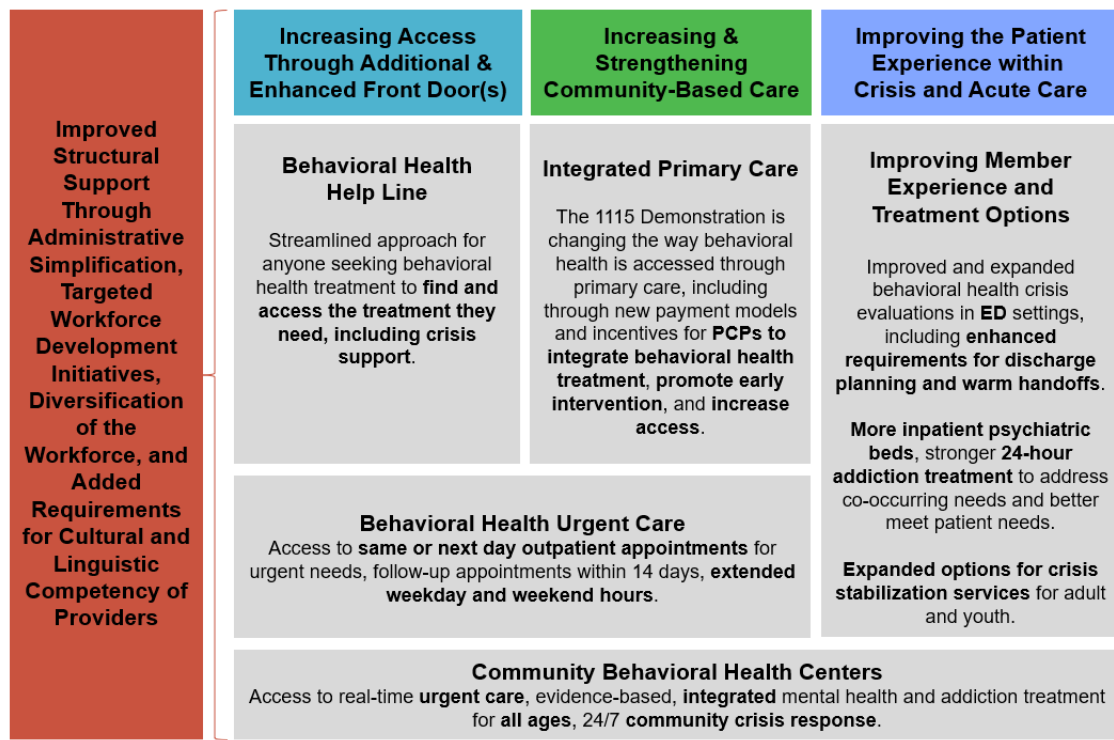 Improved
Structural
Support
Through
Administrative
Simplification,
Targeted
Workforce
Development
Initiatives,
Diversification
of the
Workforce, and
Added
Requirements
for Cultural and
Linguistic
Competency of
Providers
Increasing Access
Through Additional &
Enhanced Front Door(s)
Increasing &
Strengthening
Community-Based Care
Improving the Patient
Experience within
Crisis and Acute Care
Behavioral Health
Help Line
Streamlined approach for
anyone seeking behavioral
health treatment to find and
access the treatment they
need, including crisis
support.
Integrated Primary Care
The 1115 Demonstration is
changing the way behavioral
health is accessed through
primary care, including
through new payment models
and incentives for PCPs to
integrate behavioral health
treatment, promote early
intervention, and increase
access.
Improving Member
Experience and
Treatment Options
Improved and expanded
behavioral health crisis
evaluations in ED settings,
including enhanced
requirements for discharge
planning and warm handoffs.
More inpatient psychiatric
beds, stronger 24-hour
addiction treatment to address
co-occurring needs and better
meet patient needs.
Expanded options for crisis
stabilization services for adult
and youth.
Behavioral Health Urgent Care
Access to same or next day outpatient appointments for
urgent needs, follow-up appointments within 14 days, extended
weekday and weekend hours.
Community Behavioral Health Centers
Access to real-time urgent care, evidence-based, integrated mental health and addiction treatment
for all ages, 24/7 community crisis response.